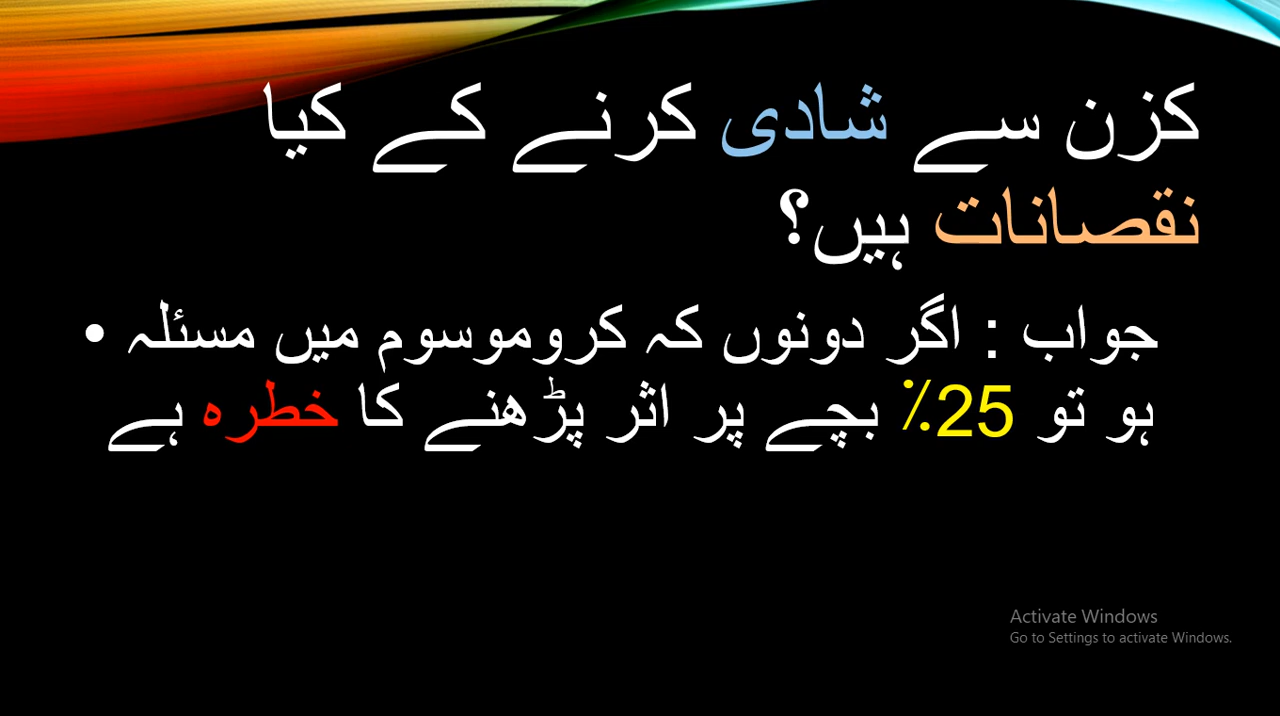 کزن سے شادی کرنے کے کیا
نقصانات ہیں؟
• جواب : اگر دونوں کہ کروموسوم میں مسئلہ
ہو تو 25٪ بچے پر اثر پڑھنے کا خطرہ ہے
Activate Windows
Go to Settings to activate Windows.